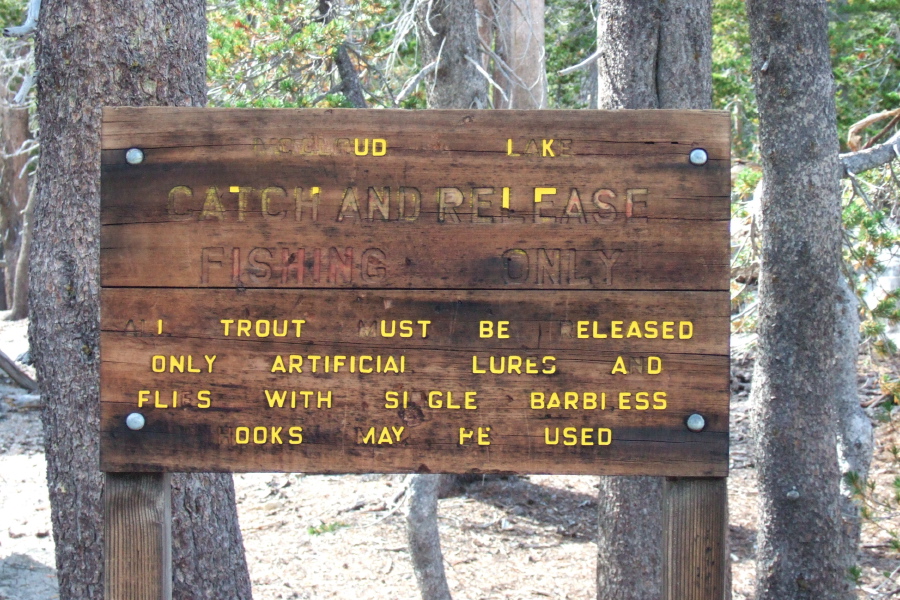 LAKE
CATCH AND RELEASE
FISHING ONLY
ALL TROUT MUST BE RELEASED
ONLY ARTIFICIAL LURES AND
FLIES WITH SINGLE BARBLESS
HOOKS MAY BE USED